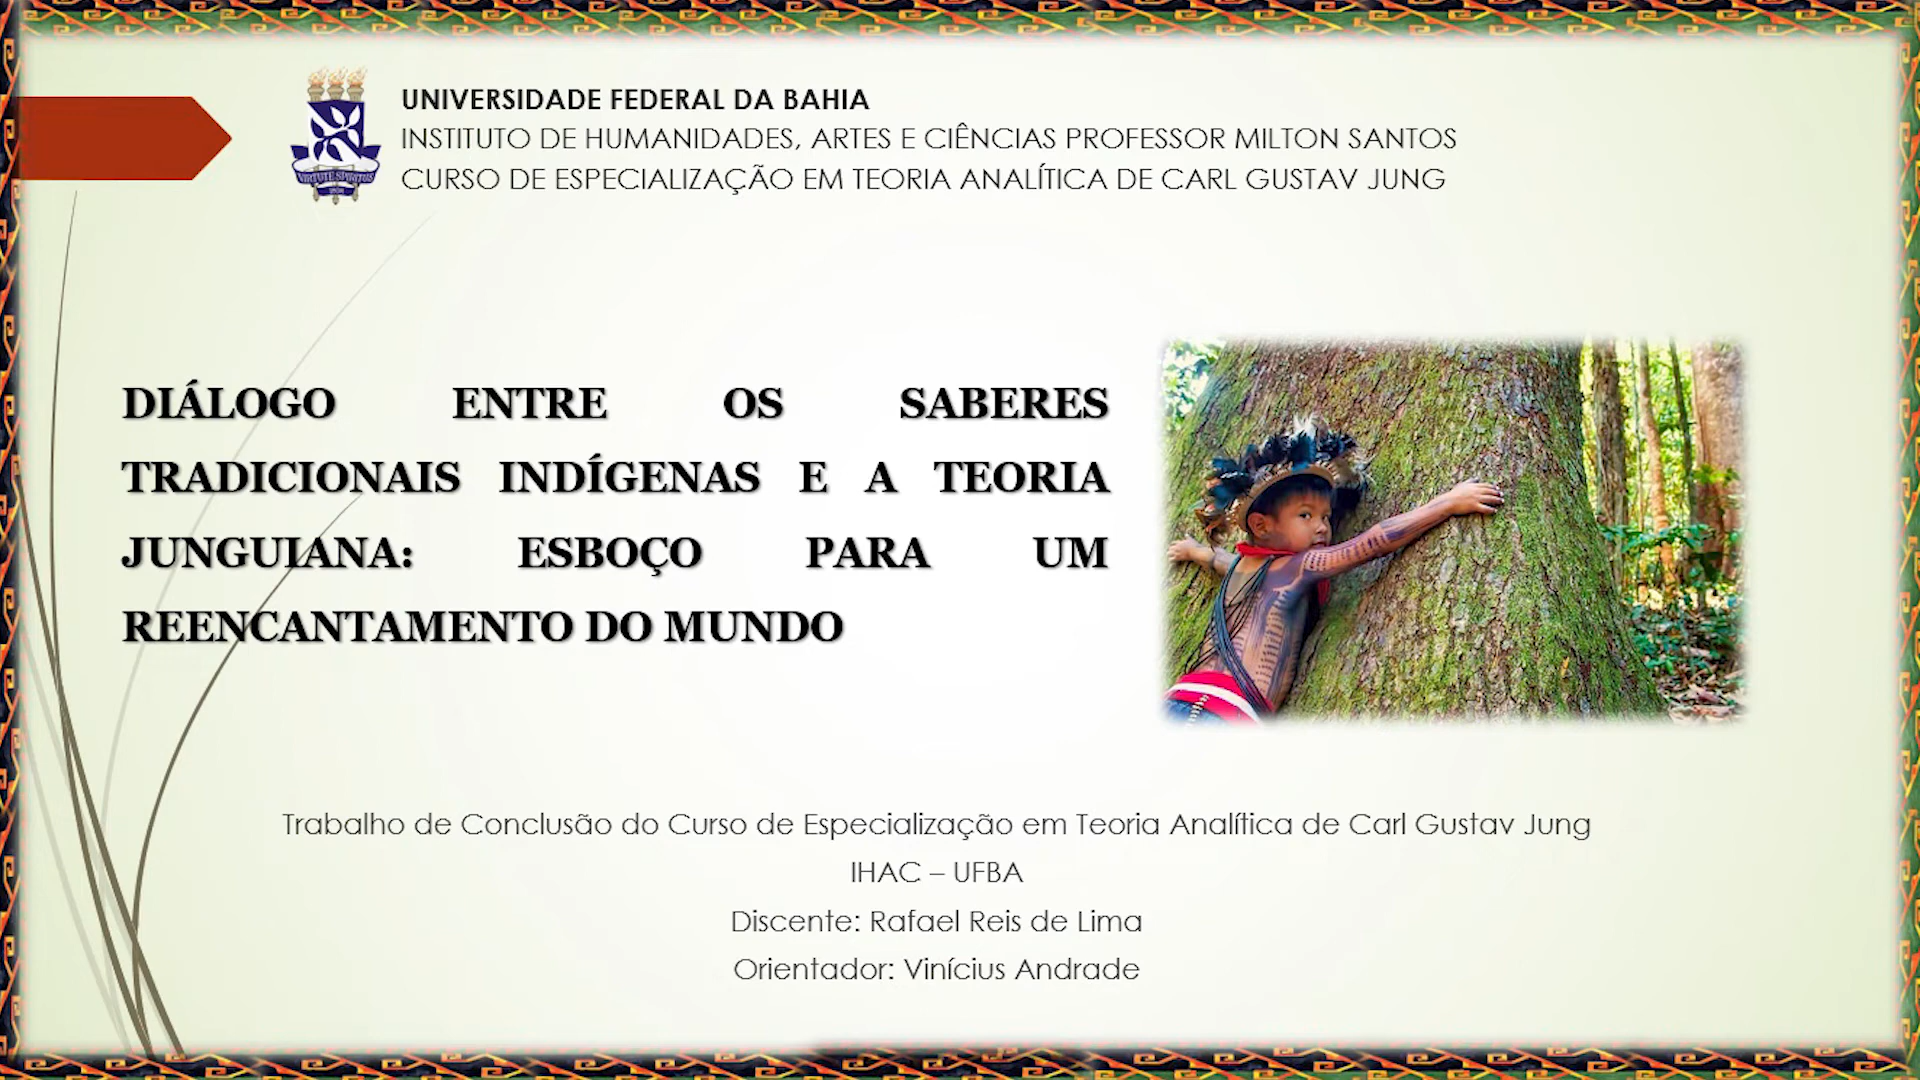 UNIVERSIDADE FEDERAL DA BAHIA
INSTITUTO DE HUMANIDADES, ARTES E CIÊNCIAS PROFESSOR MILTON SANTOS
CURSO DE ESPECIALIZAÇÃO EM TEORIA ANALÍTICA DE CARL GUSTAV JUNG
VIRTUTE SPIRITUS
DIÁLOGO ENTRE OS SABERES
TRADICIONAIS INDÍGENAS E A TEORIA
JUNGUIANA: ESBOÇO PARA UM
REENCANTAMENTO DO MUNDO
Trabalho de Conclusão do Curso de Especialização em Teoria Analítica de Carl Gustav Jung
IHAC – UFBA
Discente: Rafael Reis de Lima
Orientador: Vinícius Andrade